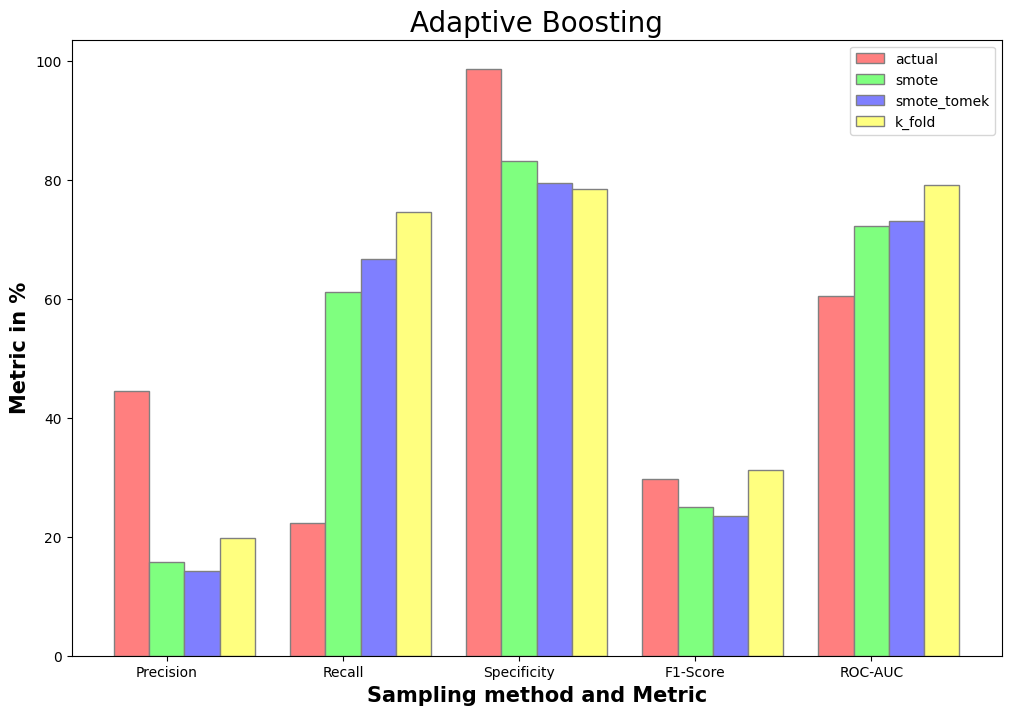 Adaptive Boosting
actual
smote
smote_tomek
k_fold
Metric in %
100
80
60
40
20
0
Precision Recall Specificity F1-Score ROC-AUC
Sampling method and Metric